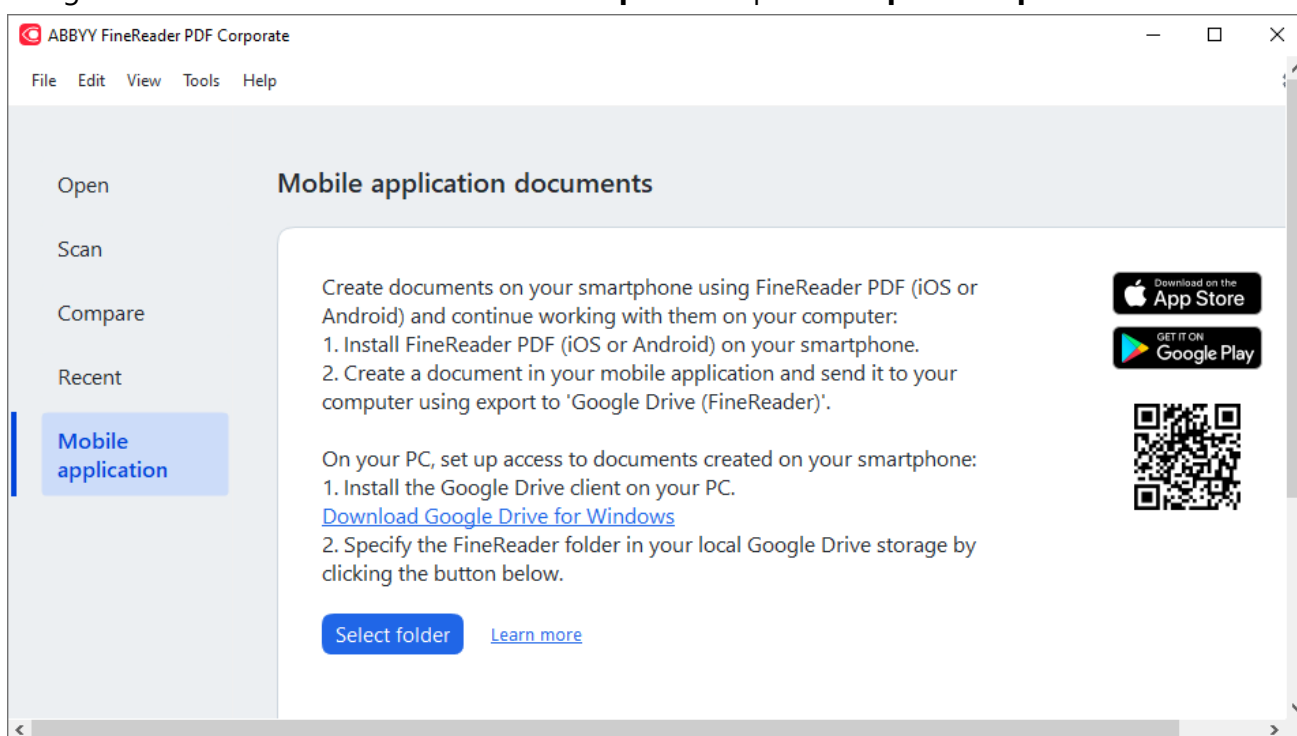 ABBYY FineReader PDF Corporate
File Edit View Tools Help
Open
Scan
Compare
Recent
Mobile
application
Mobile application documents
Create documents on your smartphone using FineReader PDF (iOS or
Android) and continue working with them on your computer:
1. Install FineReader PDF (iOS or Android) on your smartphone.
2. Create a document in your mobile application and send it to your
computer using export to 'Google Drive (FineReader)'.
On your PC, set up access to documents created on your smartphone:
1. Install the Google Drive client on your PC.
Download Google Drive for Windows
2. Specify the FineReader folder in your local Google Drive storage by
clicking the button below.
Select folder Learn more
Download on the
App Store
GET IT ON
Google Play